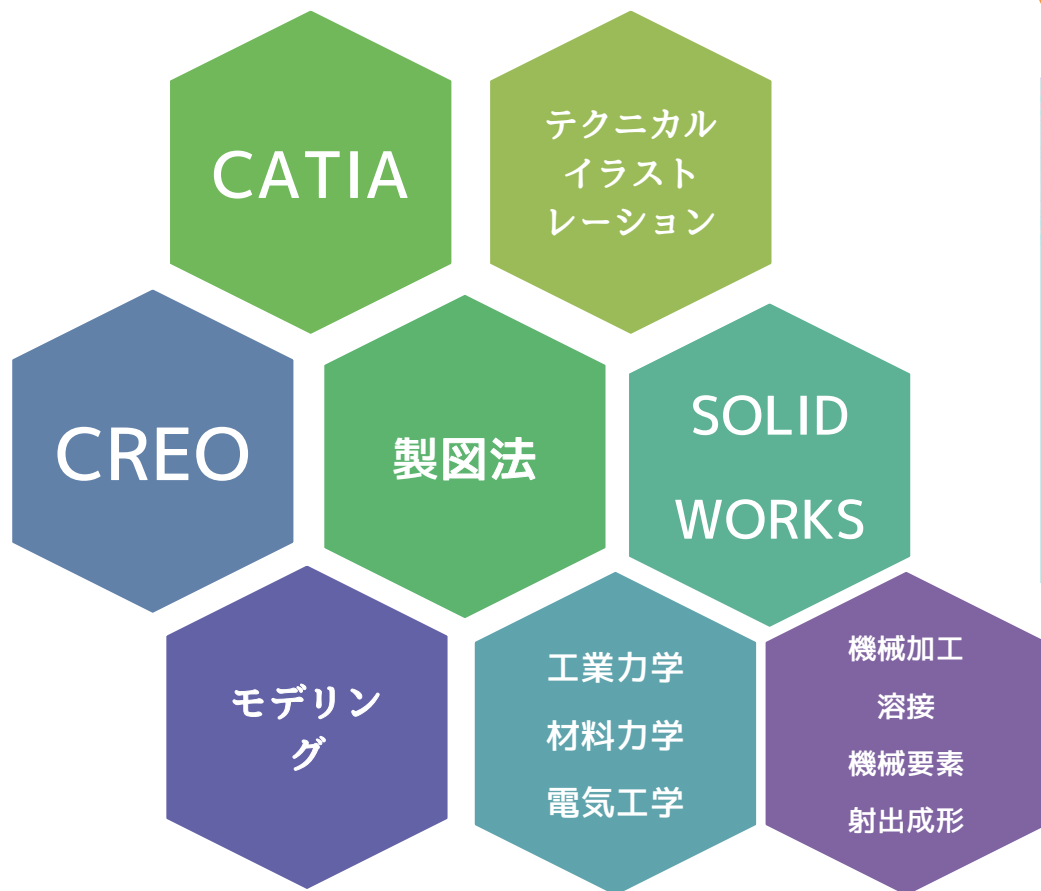 CATIA
テクニカル
イラスト
レーション
CREO
製図法
SOLID
WORKS
モデリン
グ
工業力学
材料力学
電気工学
機械加工
溶接
機械要素
射出成形